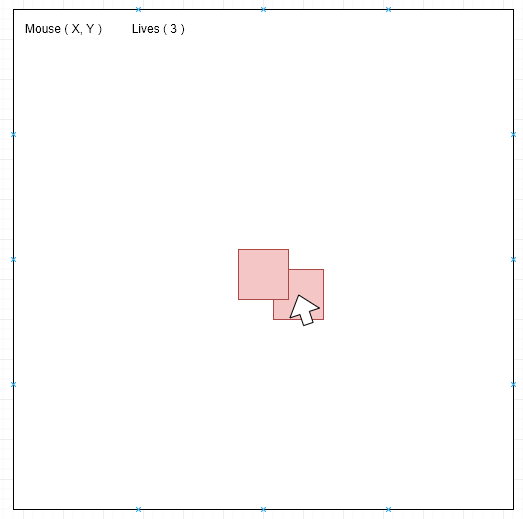 Mouse ( X, Y ) Lives ( 3 )